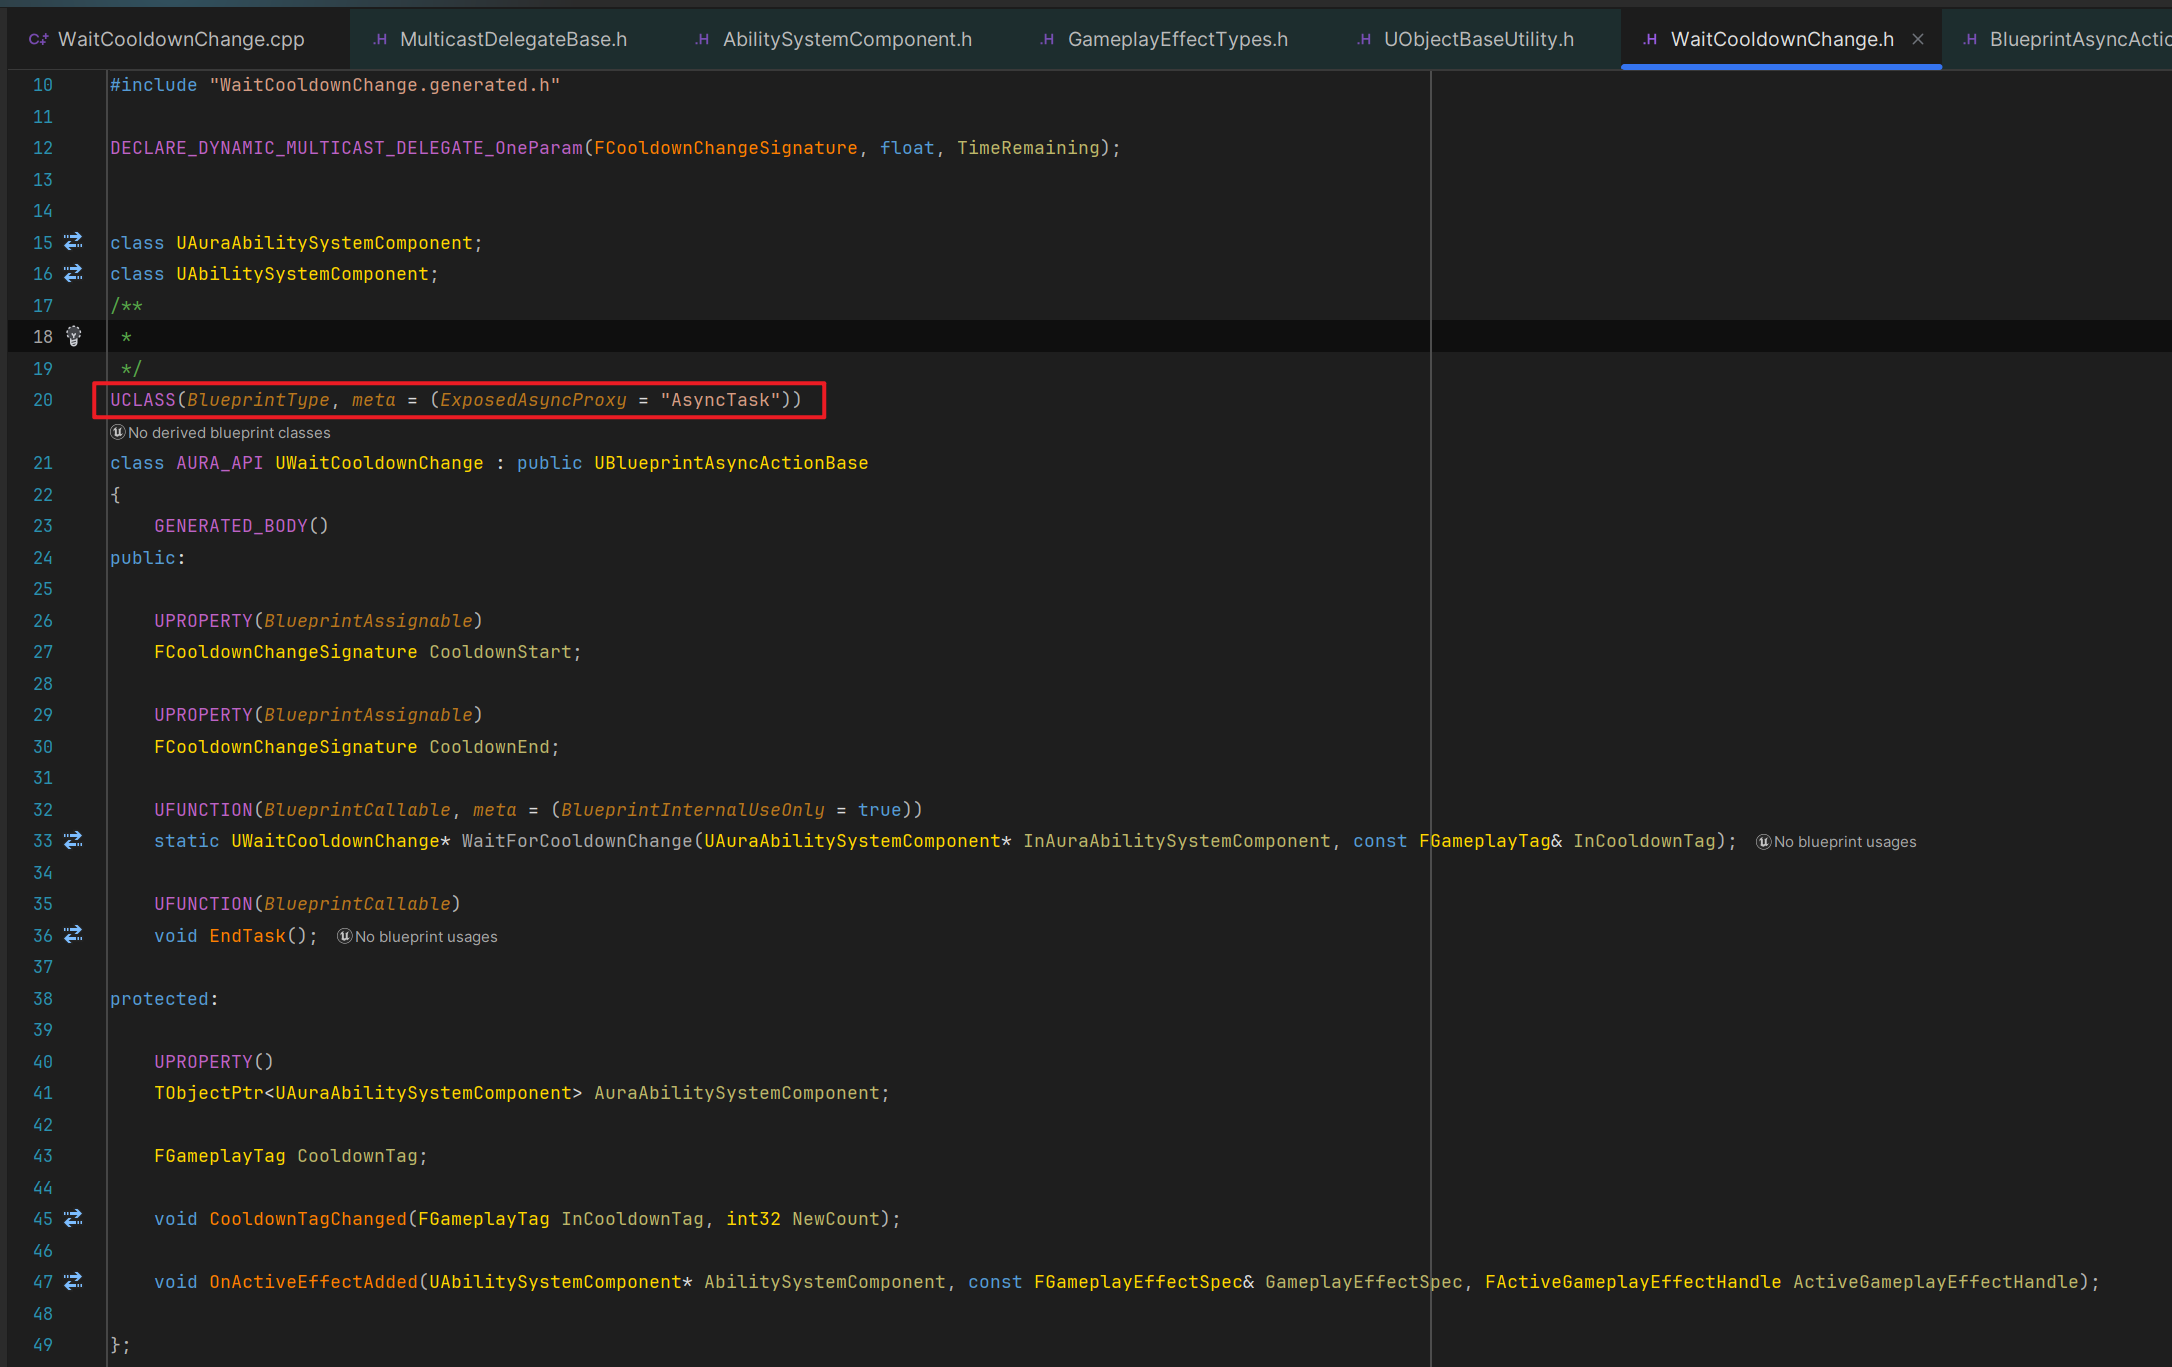 WaitCooldownChange.cpp .H MulticastDelegateBase.h .H AbilitySystemComponent.h .H GameplayEffectTypes.h .H UObjectBaseUtility.h .H WaitCooldownChange.h × .H BlueprintAsyncActio
10 #include "WaitCooldownChange.generated.h"
11
12 DECLARE_DYNAMIC_MULTICAST_DELEGATE_OneParam(FCooldownChangeSignature, float, TimeRemaining);
13
14
15 class UAuraAbilitySystemComponent;
16 class UAbilitySystemComponent;
17 /**
18 *
19 */
20 UCLASS(BlueprintType, meta = (ExposedAsyncProxy = "AsyncTask"))
No derived blueprint classes
21 class AURA_API UWaitCooldownChange : public UBlueprintAsyncActionBase
22 {
23 GENERATED_BODY()
24 public:
25
26 UPROPERTY(BlueprintAssignable)
27 FCooldownChangeSignature CooldownStart;
28
29 UPROPERTY(BlueprintAssignable)
30 FCooldownChangeSignature CooldownEnd;
31
32 UFUNCTION(BlueprintCallable, meta = (BlueprintInternalUseOnly = true))
33 static UWaitCooldownChange* WaitForCooldownChange(UAuraAbilitySystemComponent* InAuraAbilitySystemComponent, const FGameplayTag& InCooldownTag); No blueprint usages
34
35 UFUNCTION(BlueprintCallable)
36 void EndTask(); No blueprint usages
37
38 protected:
39
40 UPROPERTY()
41 TObjectPtr<UAuraAbilitySystemComponent> AuraAbilitySystemComponent;
42
43 FGameplayTag CooldownTag;
44
45 void CooldownTagChanged(FGameplayTag InCooldownTag, int32 NewCount);
46
47 void OnActiveEffectAdded(UAbilitySystemComponent* AbilitySystemComponent, const FGameplayEffectSpec& GameplayEffectSpec, FActiveGameplayEffectHandle ActiveGameplayEffectHandle);
48
49 };